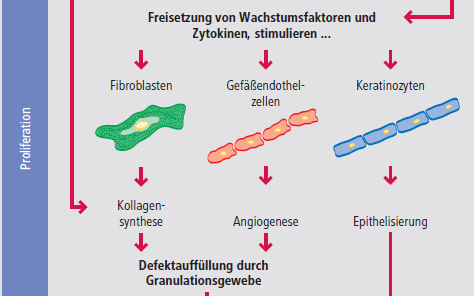 Proliferation
Freisetzung von Wachstumsfaktoren und
Zytokinen, stimulieren ...
Fibroblasten
Gefäßendothel-
zellen
Keratinozyten
Kollagen-
synthese
Angiogenese
Epithelisierung
Defektauffüllung durch
Granulationsgewebe